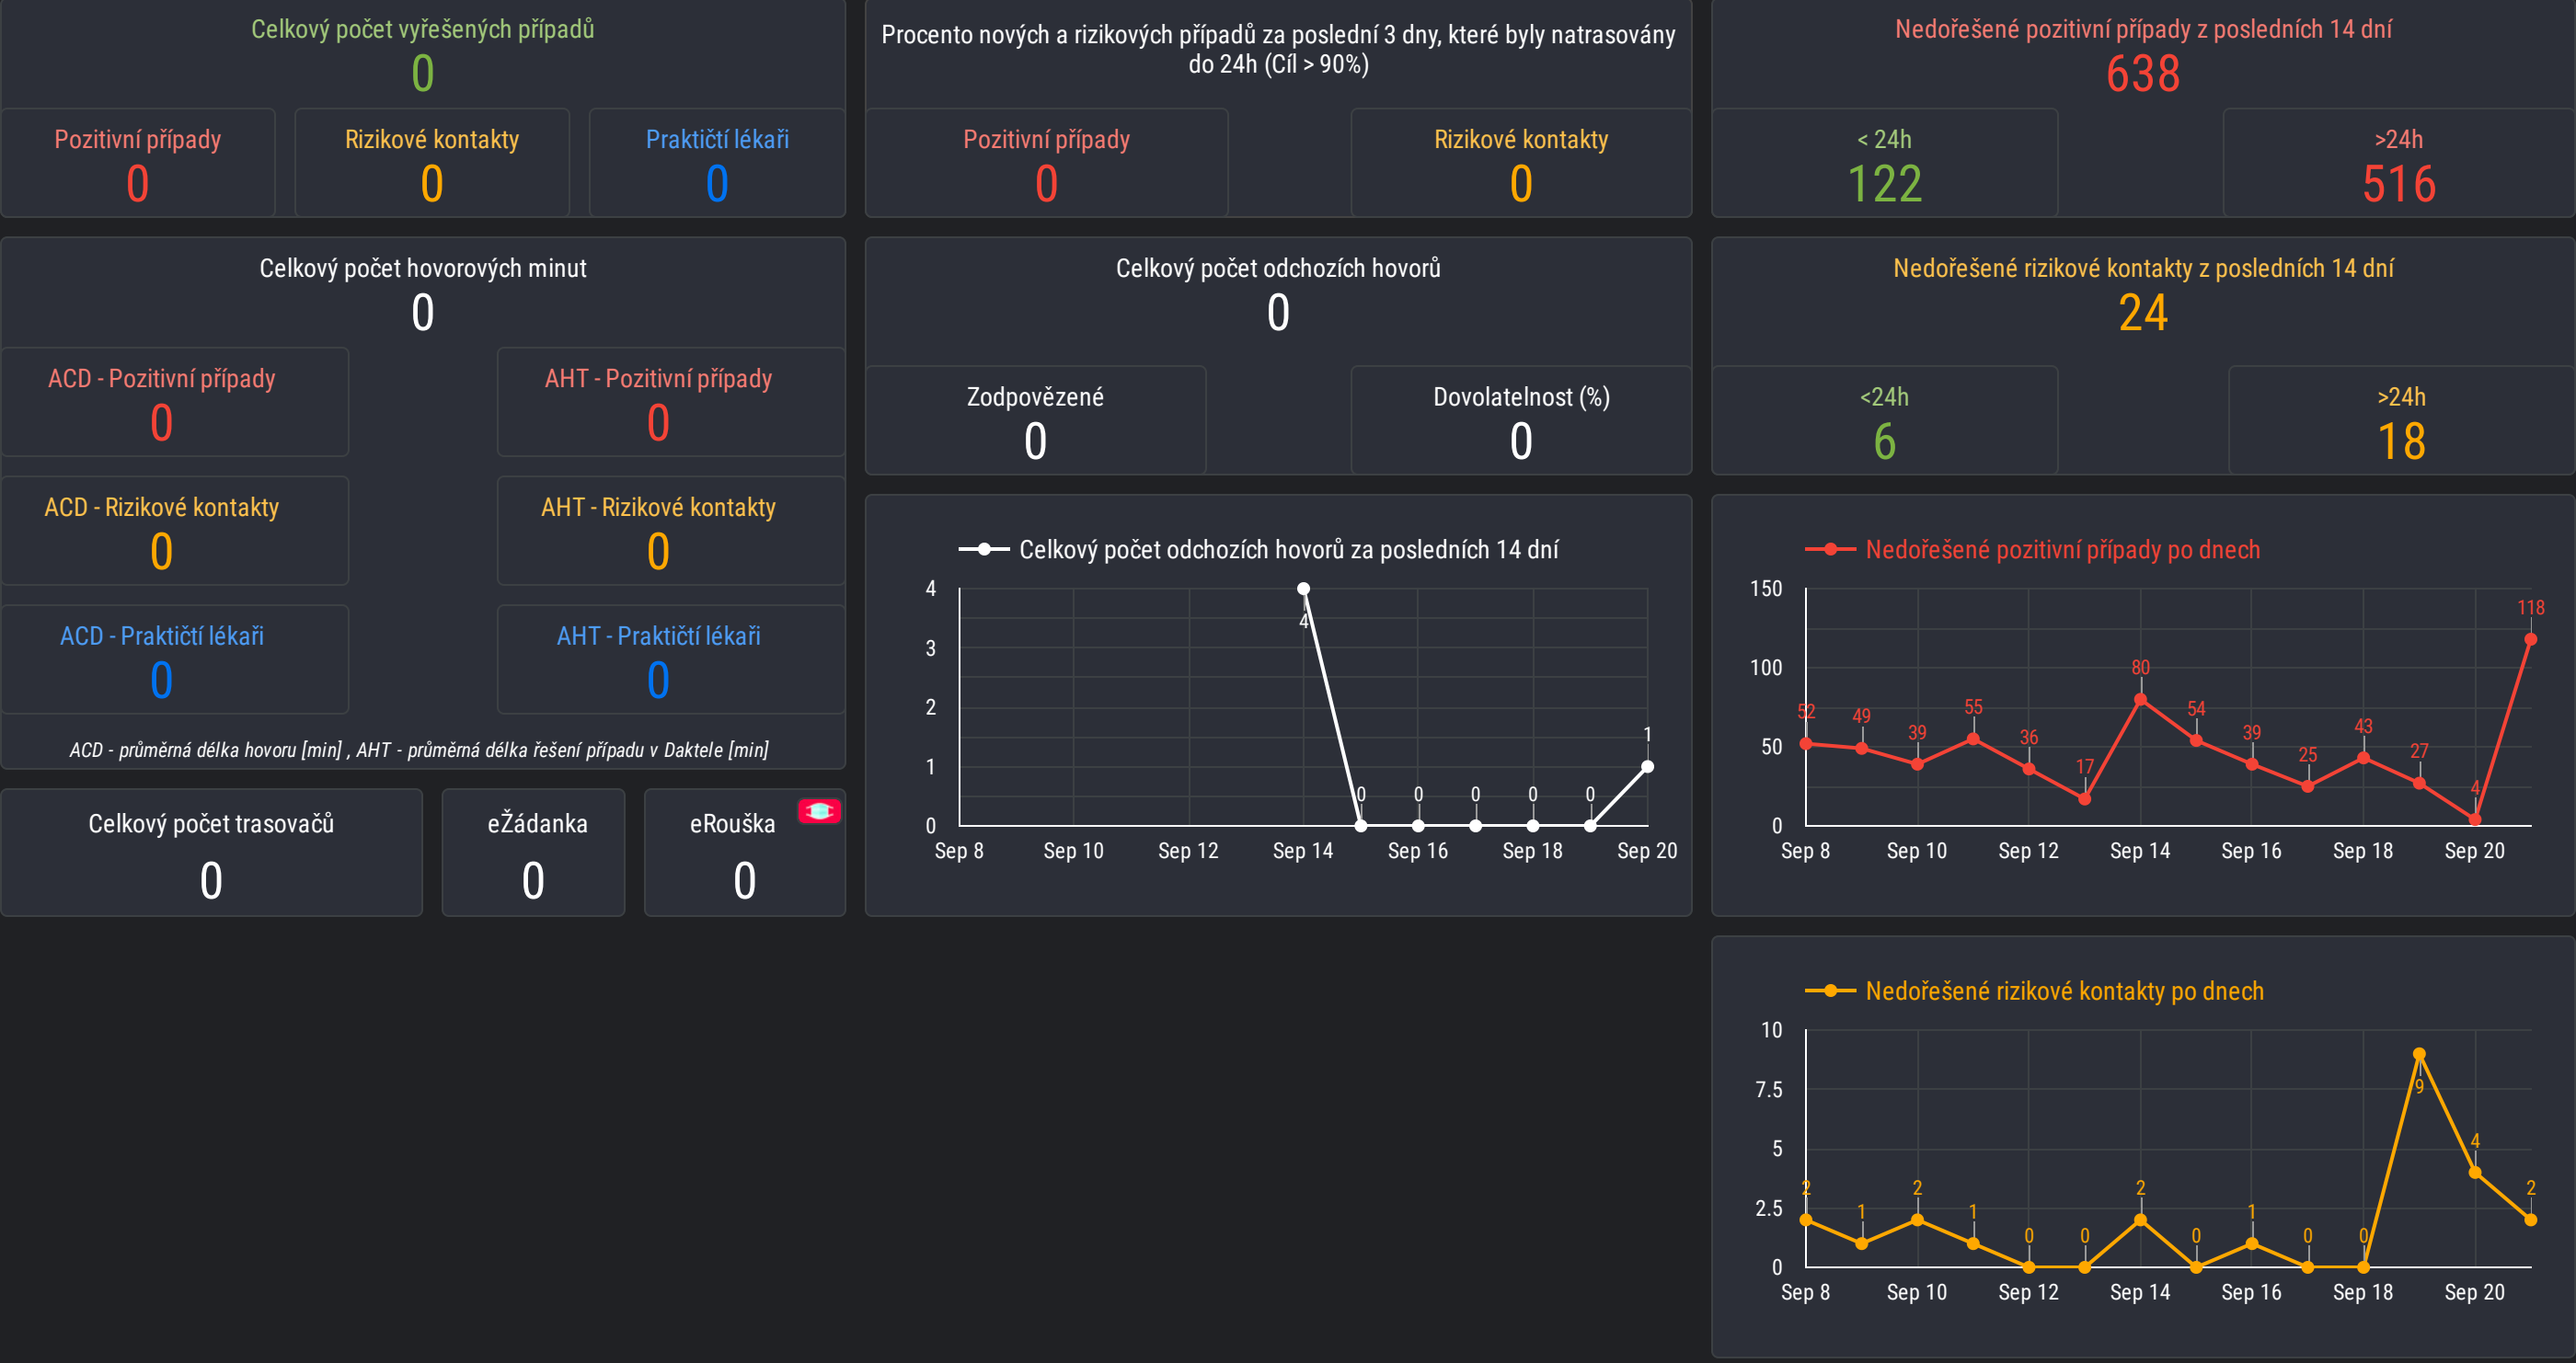 Celkový počet vyřešených případů
0
Pozitivní případy
0
Rizikové kontakty
0
Praktičtí lékaři
0
Procento nových a rizikových případů za poslední 3 dny, které byly natrasovány
do 24h (Cíl > 90%)
Pozitivní případy
0
Rizikové kontakty
0
Nedořešené pozitivní případy z posledních 14 dní
638
< 24h
122
>24h
516
Celkový počet hovorových minut
0
ACD - Pozitivní případy
0
AHT - Pozitivní případy
0
ACD - Rizikové kontakty
0
AHT - Rizikové kontakty
0
ACD - Praktičtí lékaři
0
AHT - Praktičtí lékaři
0
ACD - průměrná délka hovoru [min] , AHT - průměrná délka řešení případu v Daktele [min]
Celkový počet odchozích hovorů
0
Zodpovězené
0
Dovolatelnost (%)
0
Nedořešené rizikové kontakty z posledních 14 dní
24
<24h
6
>24h
18
Celkový počet trasovačů
0
eŽádanka
0
eRouška
0
Celkový počet odchozích hovorů za posledních 14 dní
4
3
2
1
0
4
0 0 0 0 0
1
Sep 8 Sep 10 Sep 12 Sep 14 Sep 16 Sep 18 Sep 20
Nedořešené pozitivní případy po dnech
150
100
50
0
52 49 39 55 36 17 80 54 39 25 43 27 4 118
Sep 8 Sep 10 Sep 12 Sep 14 Sep 16 Sep 18 Sep 20
Nedořešené rizikové kontakty po dnech
10
7.5
5
2.5
0
2 1 2 1 0 0 2 0 1 0 0 9 4 2
Sep 8 Sep 10 Sep 12 Sep 14 Sep 16 Sep 18 Sep 20